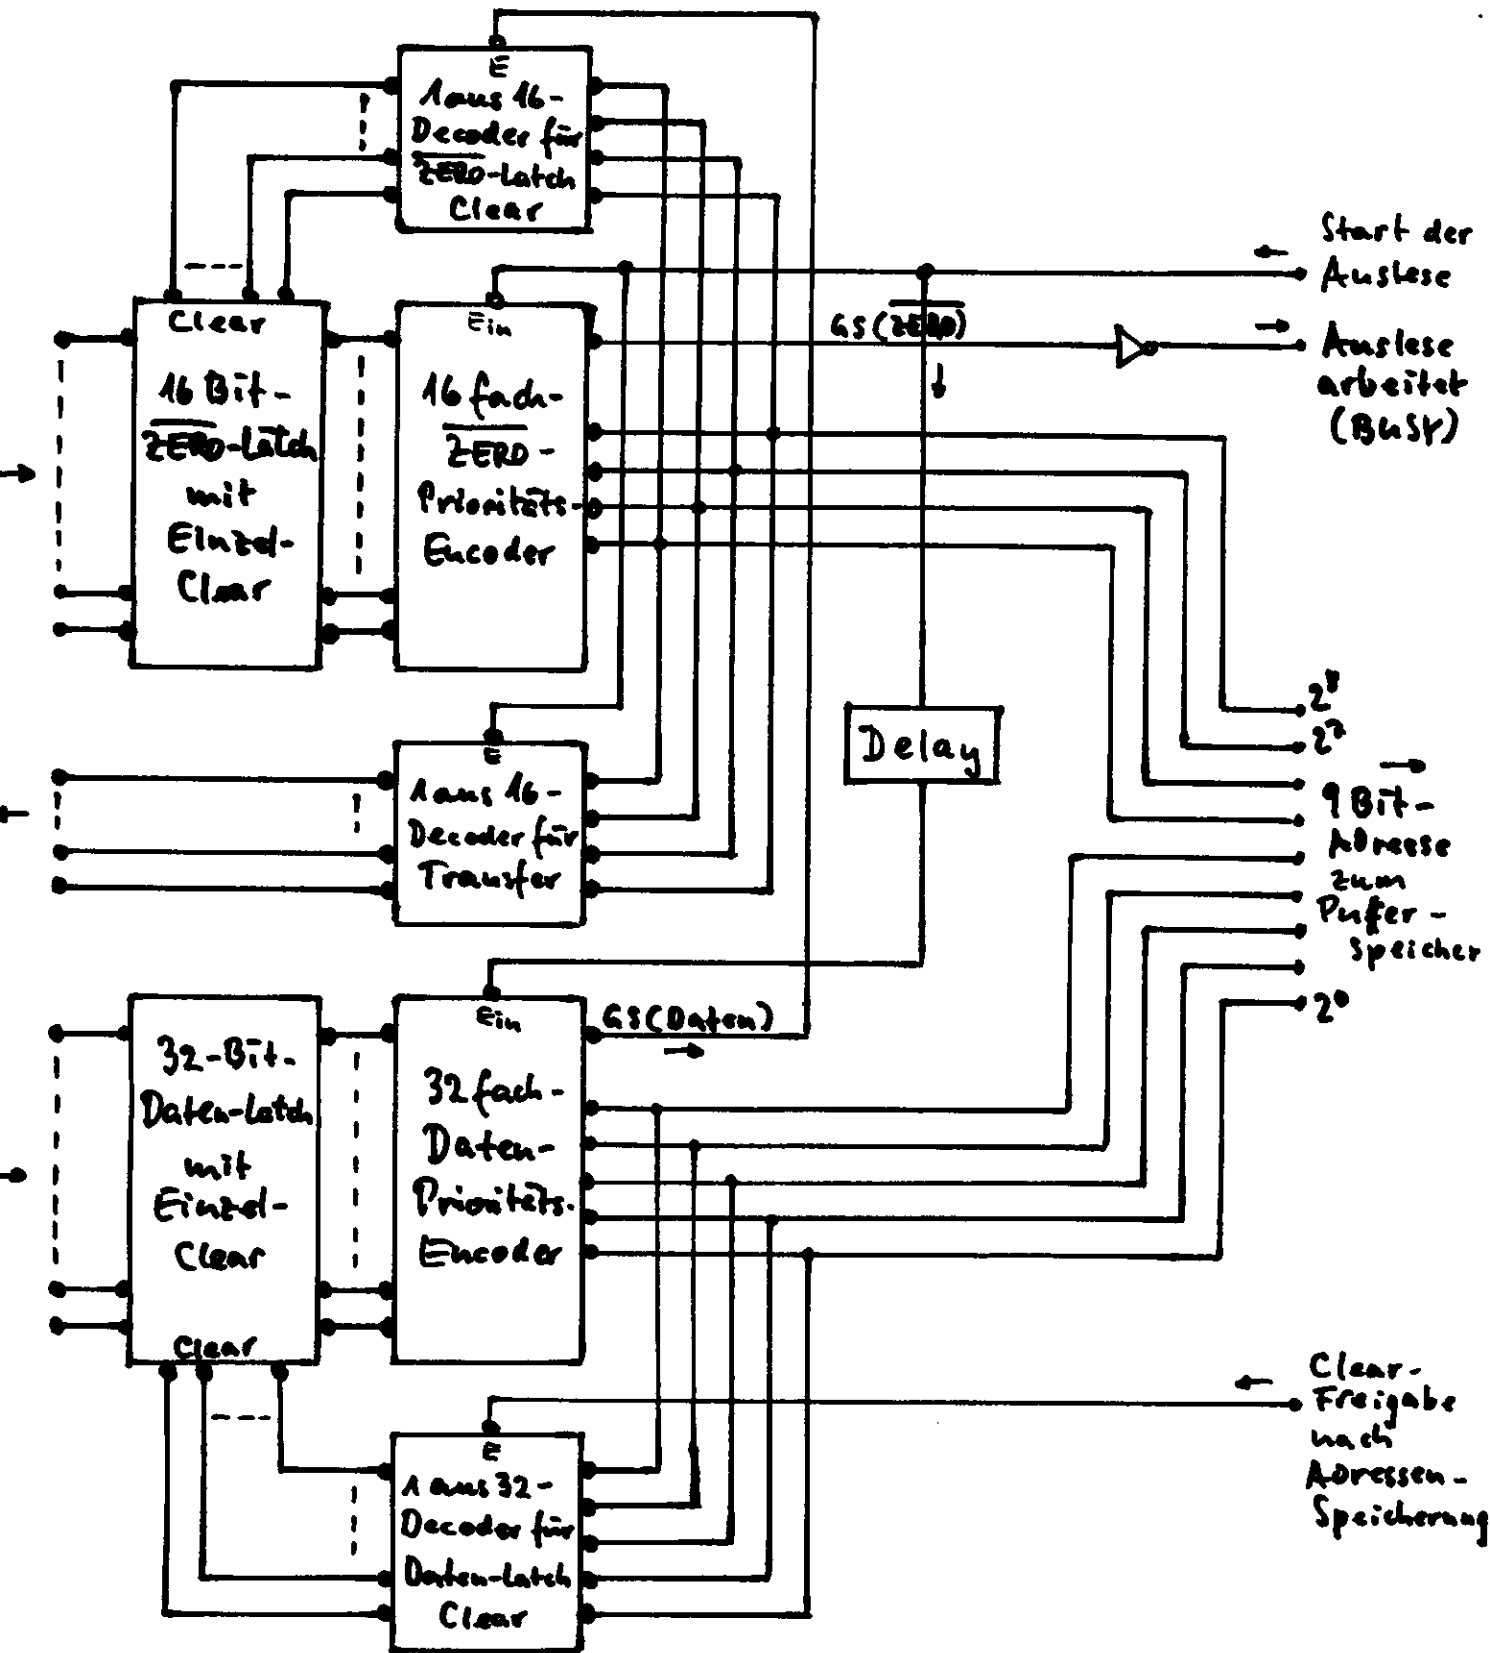 E
1 aus 16-
Decoder für
ZERO-Latch
Clear
Start der
Auslese
Clear
16 Bit-
ZERO-Latch
mit
Einzel-
Clear
Ein
16 fach-
ZERO-
Prioritäts-
Encoder
GS(ZERO)
Auslese
arbeitet
(BUSY)
E
1 aus 16-
Decoder für
Transfer
Delay
2⁸
2⁷
9 Bit-
Adresse
zum
Puffer-
speicher
2⁰
32-Bit-
Daten-Latch
mit
Einzel-
Clear
Clear
Ein
32 fach-
Daten-
Prioritäts-
Encoder
GS(Daten)
E
1 aus 32-
Decoder für
Daten-Latch
Clear
Clear-
Freigabe
nach
Adressen-
Speicherung